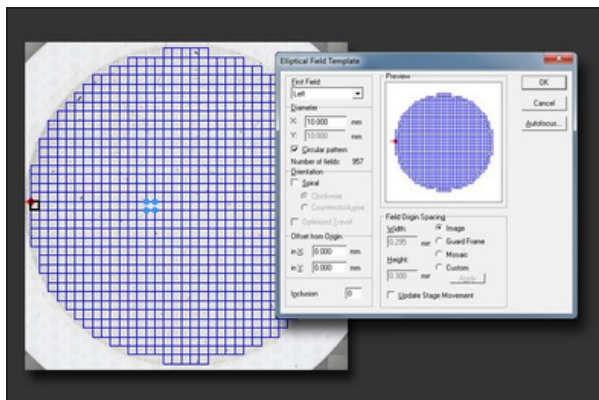 Elliptical Field Template
First Field:
Left
Diameter
X: 10.000 mm
Y: 10.000 mm
Circular pattern
Number of fields: 957
Orientation
Spiral
Clockwise
Counterclockwise
Optimized Travel
Offset from Origin
in X: 0.000 mm
in Y: 0.000 mm
Inclusion 0
Preview
OK
Cancel
Autofocus...
Field Origin Spacing
Width: Image
0.295 mm Guard Frame
Mosaic
Height: Custom
0.300 mm Apply
Update Stage Movement